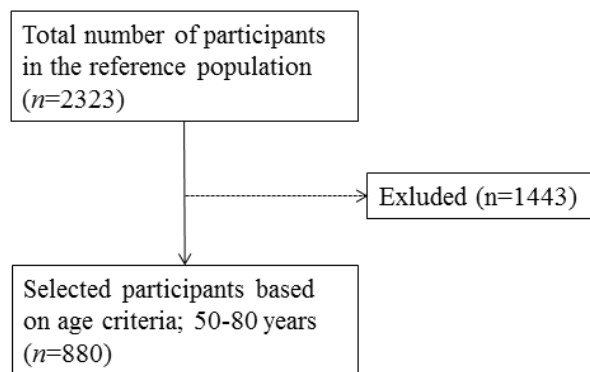 Total number of participants
in the reference population
(n=2323)
Exluded (n=1443)
Selected participants based
on age criteria; 50-80 years
(n=880)